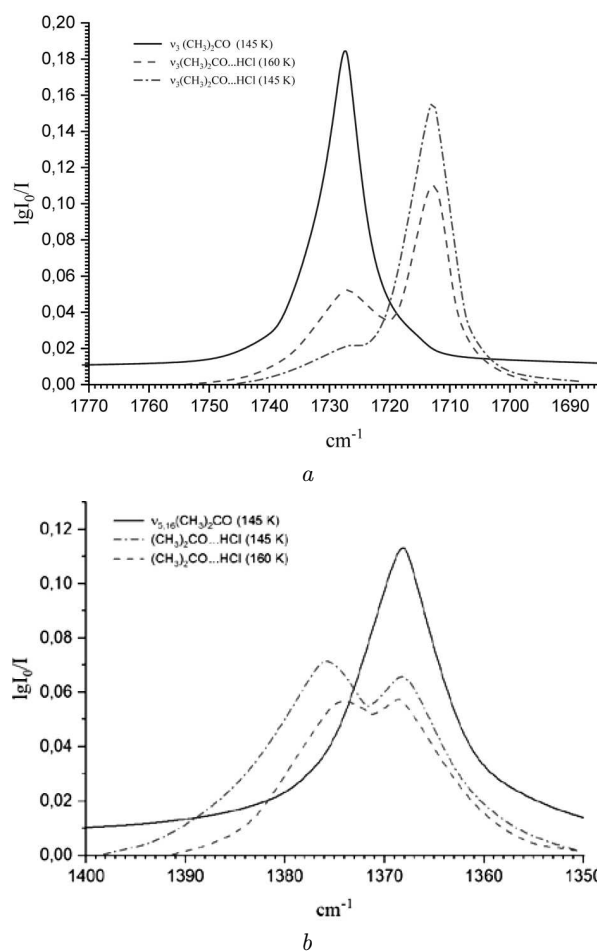 0,20
0,18
0,16
0,14
0,12
0,10
0,08
0,06
0,04
0,02
0,00
lgI₀/I
ν₃ (CH₃)₂CO (145 K)
ν₃(CH₃)₂CO...HCl (160 K)
ν₃(CH₃)₂CO...HCl (145 K)
1770 1760 1750 1740 1730 1720 1710 1700 1690
cm⁻¹
a
0,12
0,10
0,08
0,06
0,04
0,02
0,00
lgI₀/I
ν₅,₁₆(CH₃)₂CO (145 K)
(CH₃)₂CO...HCl (145 K)
(CH₃)₂CO...HCl (160 K)
1400 1390 1380 1370 1360 1350
cm⁻¹
b